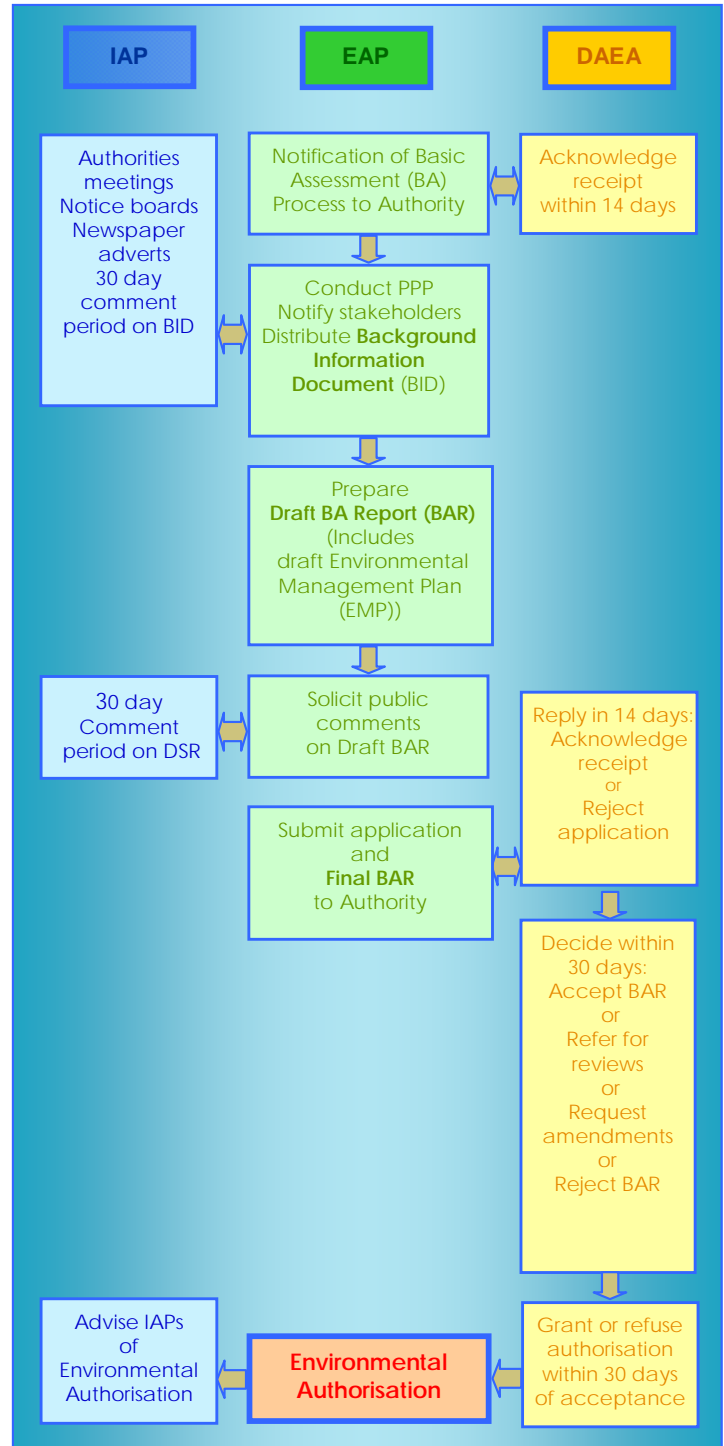 IAP
EAP
DAEA
Authorities
meetings
Notice boards
Newspaper
adverts
30 day
comment
period on BID
Notification of Basic
Assessment (BA)
Process to Authority
Acknowledge
receipt
within 14 days
Conduct PPP
Notify stakeholders
Distribute Background
Information
Document (BID)
Prepare
Draft BA Report (BAR)
(Includes
draft Environmental
Management Plan
(EMP))
30 day
Comment
period on DSR
Solicit public
comments
on Draft BAR
Reply in 14 days:
Acknowledge
receipt
or
Reject
application
Submit application
and
Final BAR
to Authority
Decide within
30 days:
Accept BAR
or
Refer for
reviews
or
Request
amendments
or
Reject BAR
Advise IAPs
of
Environmental
Authorisation
Environmental
Authorisation
Grant or refuse
authorisation
within 30 days
of acceptance